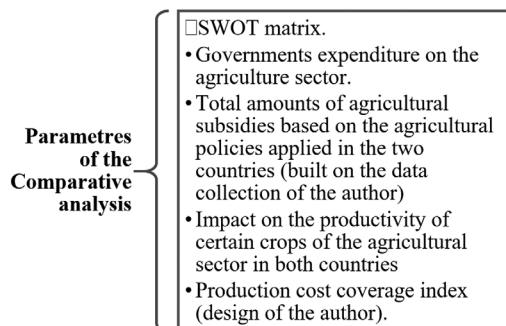 Parametres
of the
Comparative
analysis
□SWOT matrix.
•Governments expenditure on the
agriculture sector.
•Total amounts of agricultural
subsidies based on the agricultural
policies applied in the two
countries (built on the data
collection of the author)
•Impact on the productivity of
certain crops of the agricultural
sector in both countries
•Production cost coverage index
(design of the author).